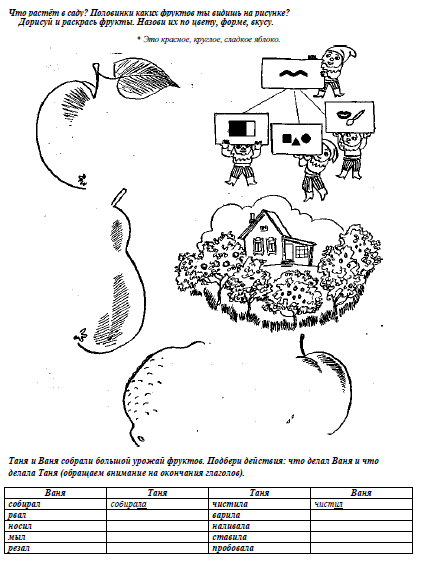 Что растёт в саду? Половинки каких фруктов ты видишь на рисунке?
Дорисуй и раскрась фрукты. Назови их по цвету, форме, вкусу.
* Это красное, круглое, сладкое яблоко.
Таня и Ваня собрали большой урожай фруктов. Подбери действия: что делал Ваня и что
делала Таня (обращаем внимание на окончания глаголов).
Ваня Таня Таня Ваня
собирал собирала чистила чистил
рвал варила
носил наливала
мыл ставила
резал пробовала